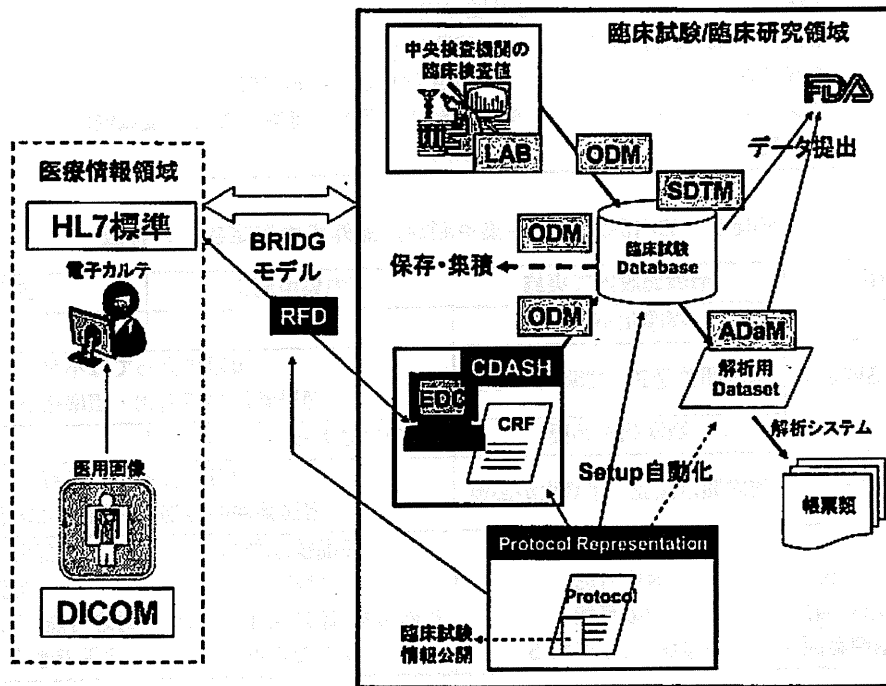 臨床試験/臨床研究領域
中央検査機関の
臨床検査値
LAB
ODM
FDA
データ提出
SDTM
臨床試験
Database
ODM
保存・集積
ODM
ADaM
解析用
Dataset
解析システム
帳票類
CDASH
EDC
CRF
Setup自動化
Protocol Representation
Protocol
臨床試験
情報公開
医療情報領域
HL7標準
電子カルテ
医用画像
DICOM
BRIDG
モデル
RFD